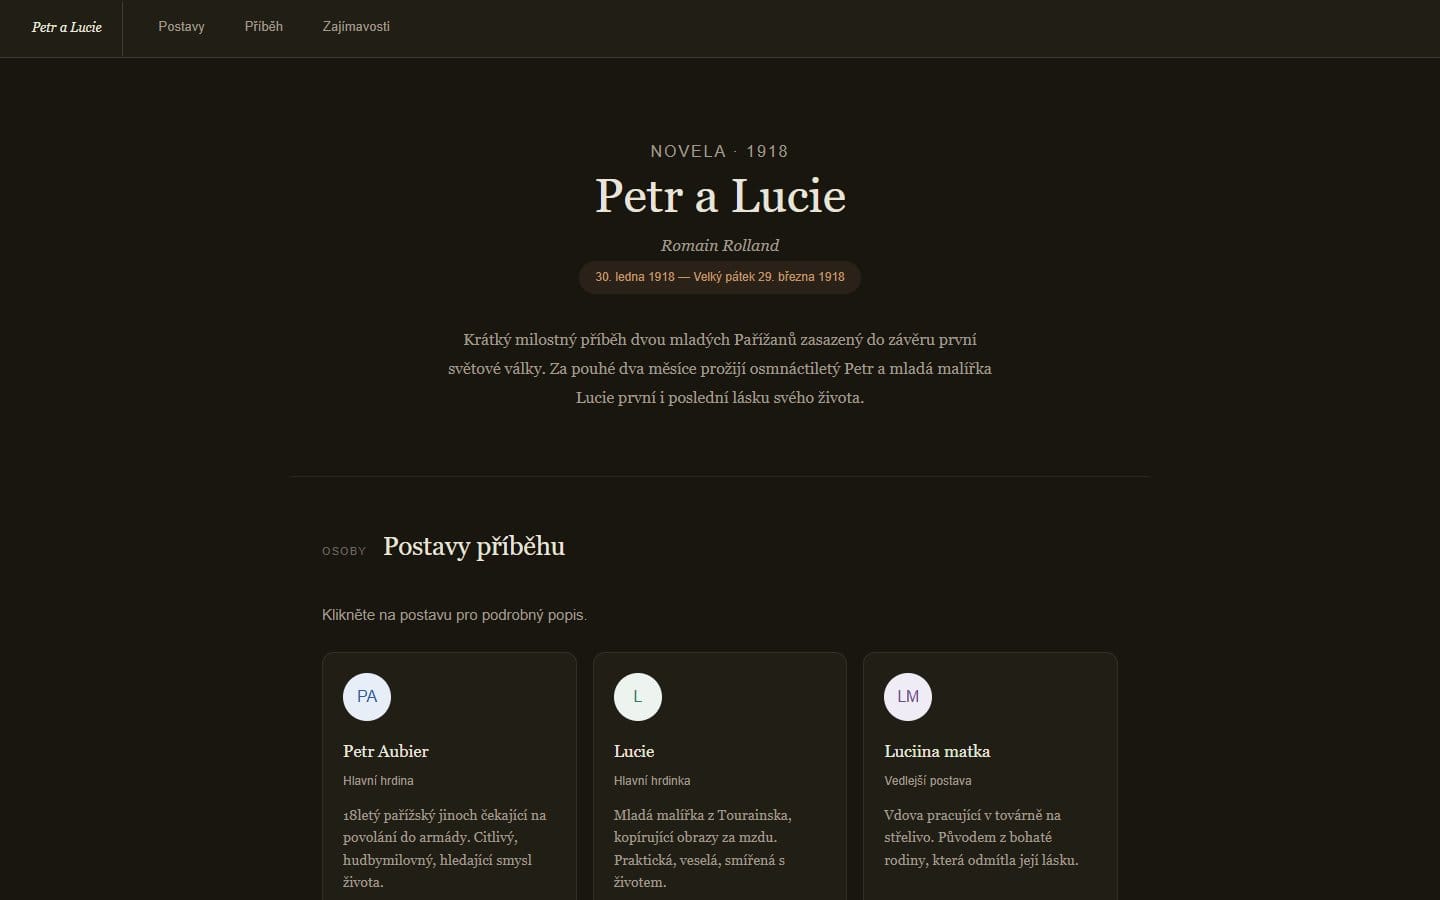 Petr a Lucie
Postavy
Příběh
Zajímavosti
NOVELA · 1918
Petr a Lucie
Romain Rolland
30. ledna 1918 — Velký pátek 29. března 1918
Krátký milostný příběh dvou mladých Pařížanů zasazený do závěru první
světové války. Za pouhé dva měsíce prožijí osmnáctiletý Petr a mladá malířka
Lucie první i poslední lásku svého života.
OSOBY
Postavy příběhu
Klikněte na postavu pro podrobný popis.
PA
Petr Aubier
Hlavní hrdina
18letý pařížský jinoch čekající na
povolání do armády. Citlivý,
hudbymilovný, hledající smysl
života.
L
Lucie
Hlavní hrdinka
Mladá malířka z Tourainska,
kopírující obrazy za mzdu.
Praktická, veselá, smířená s
životem.
LM
Luciina matka
Vedlejší postava
Vdova pracující v továrně na
střelivo. Původem z bohaté
rodiny, která odmítla její lásku.